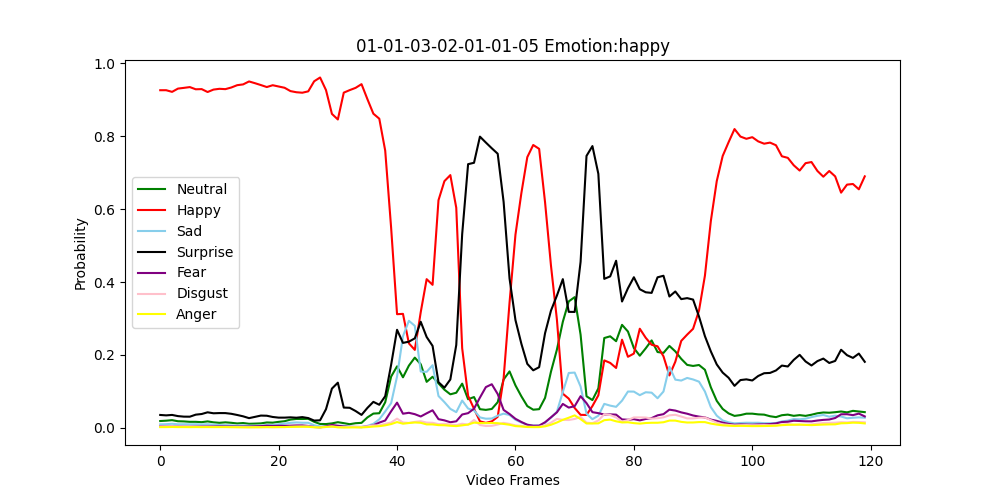 01-01-03-02-01-01-05 Emotion:happy
1.0
0.8
0.6
0.4
0.2
0.0
Probability
Neutral
Happy
Sad
Surprise
Fear
Disgust
Anger
0 20 40 60 80 100 120
Video Frames